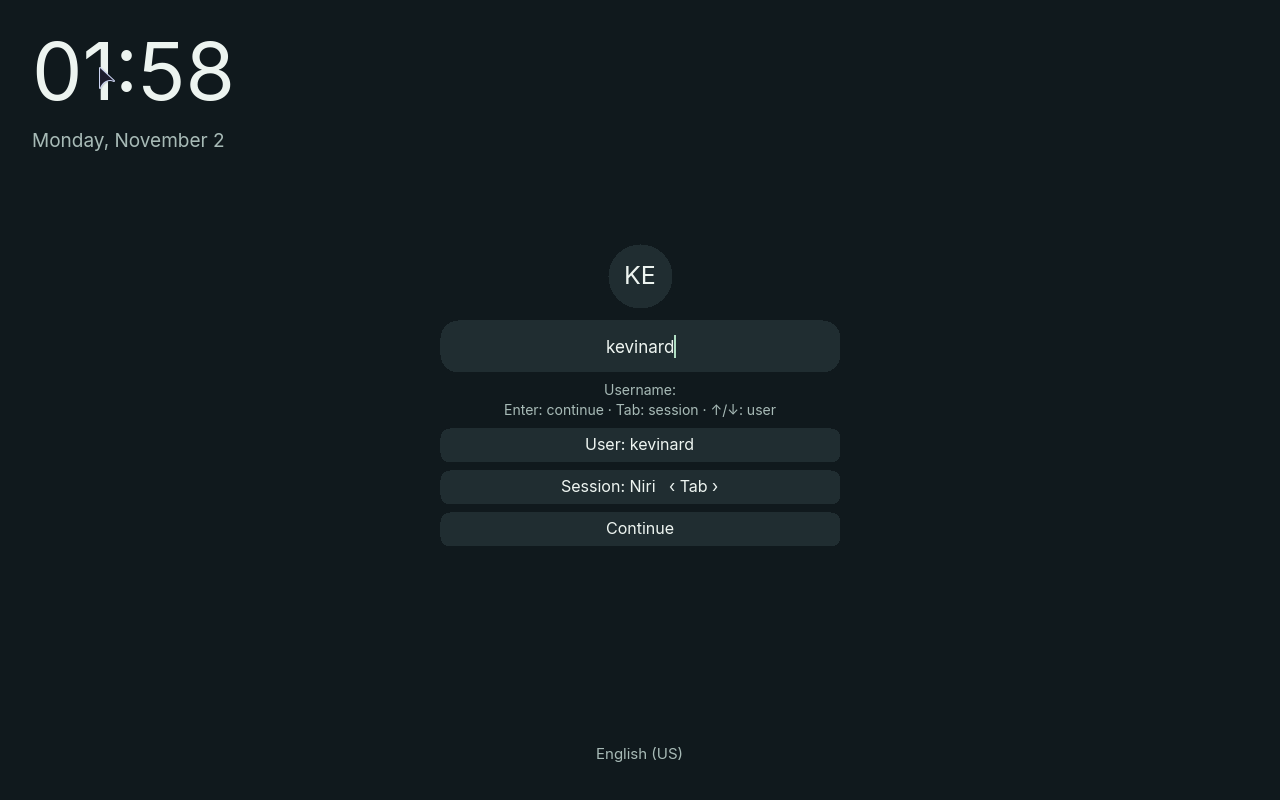 01:58
Monday, November 2
KE
kevinard
Username:
Enter: continue · Tab: session · ↑/↓: user
User: kevinard
Session: Niri ‹ Tab ›
Continue
English (US)